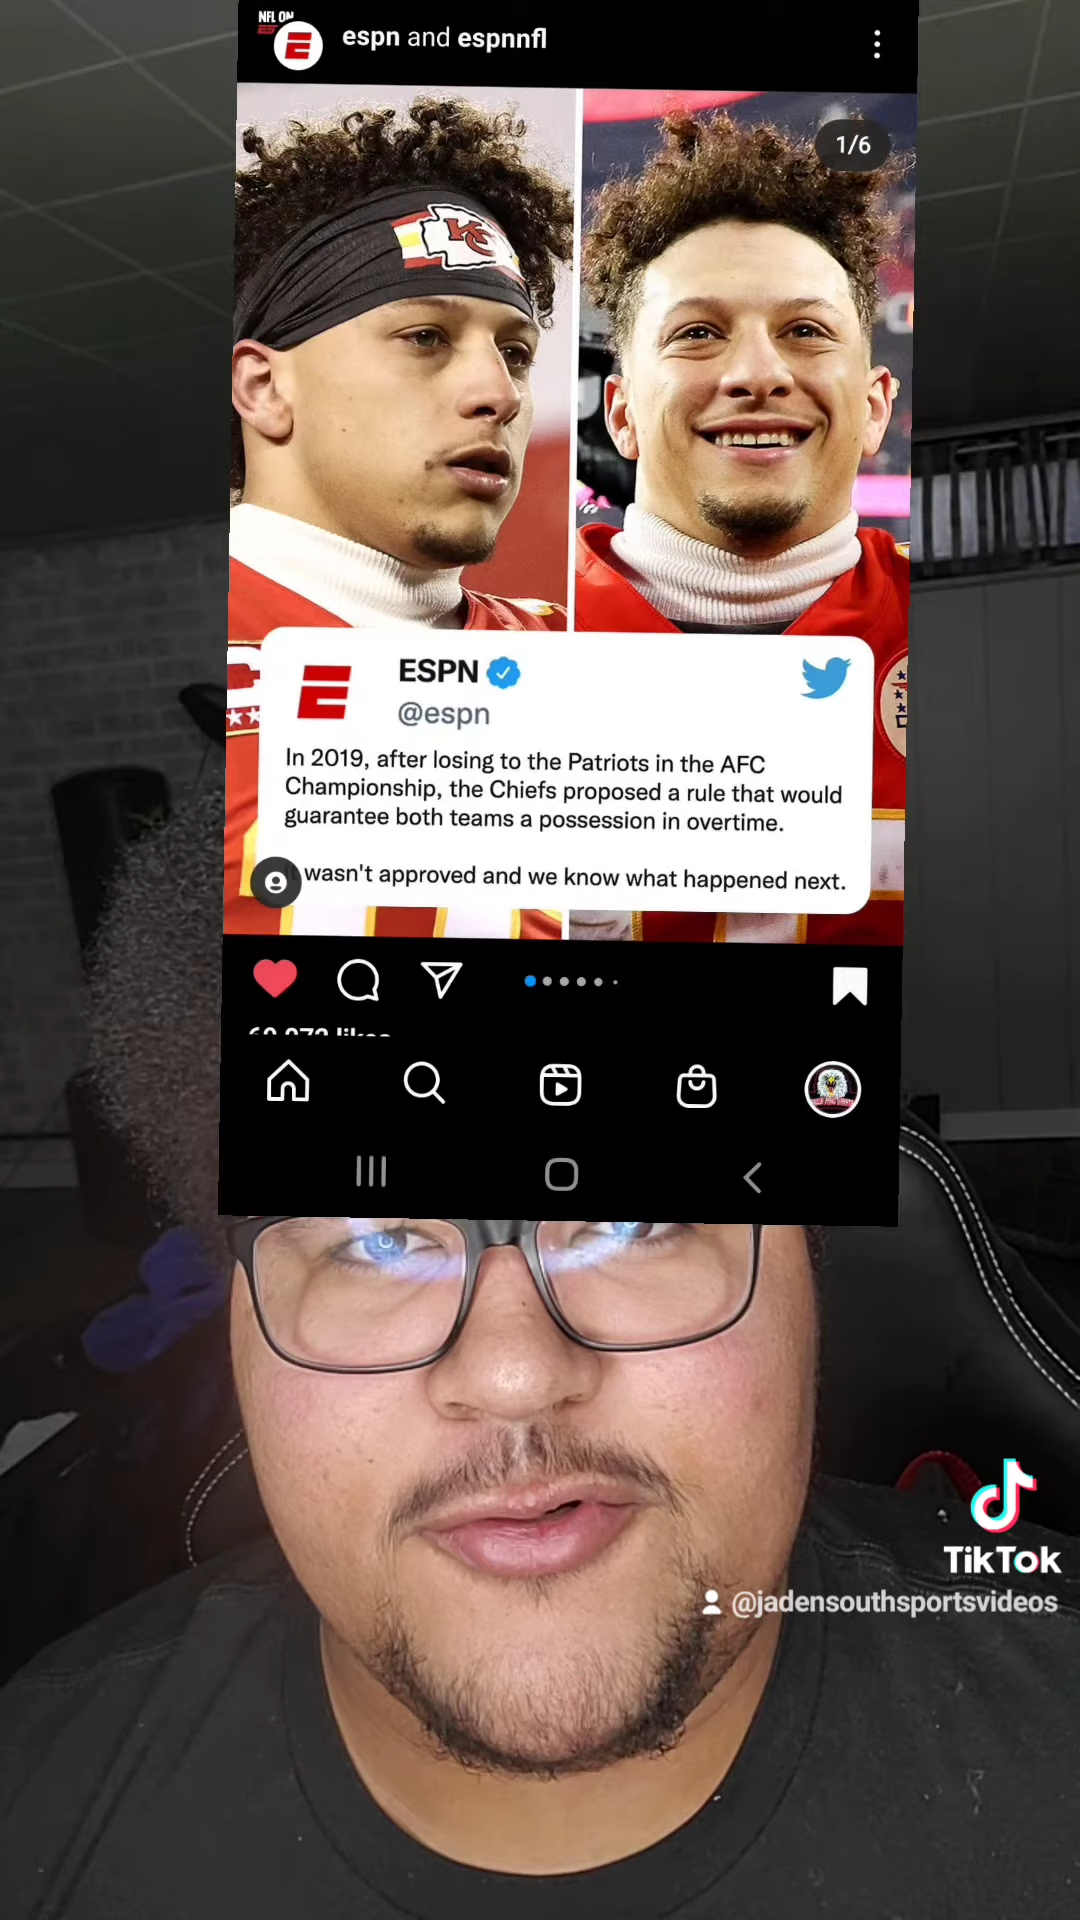 NFL ON
espn and espnnfl
1/6
KC
ESPN
@espn
In 2019, after losing to the Patriots in the AFC
Championship, the Chiefs proposed a rule that would
guarantee both teams a possession in overtime.
wasn't approved and we know what happened next.
TikTok
@jadensouthsportsvideos